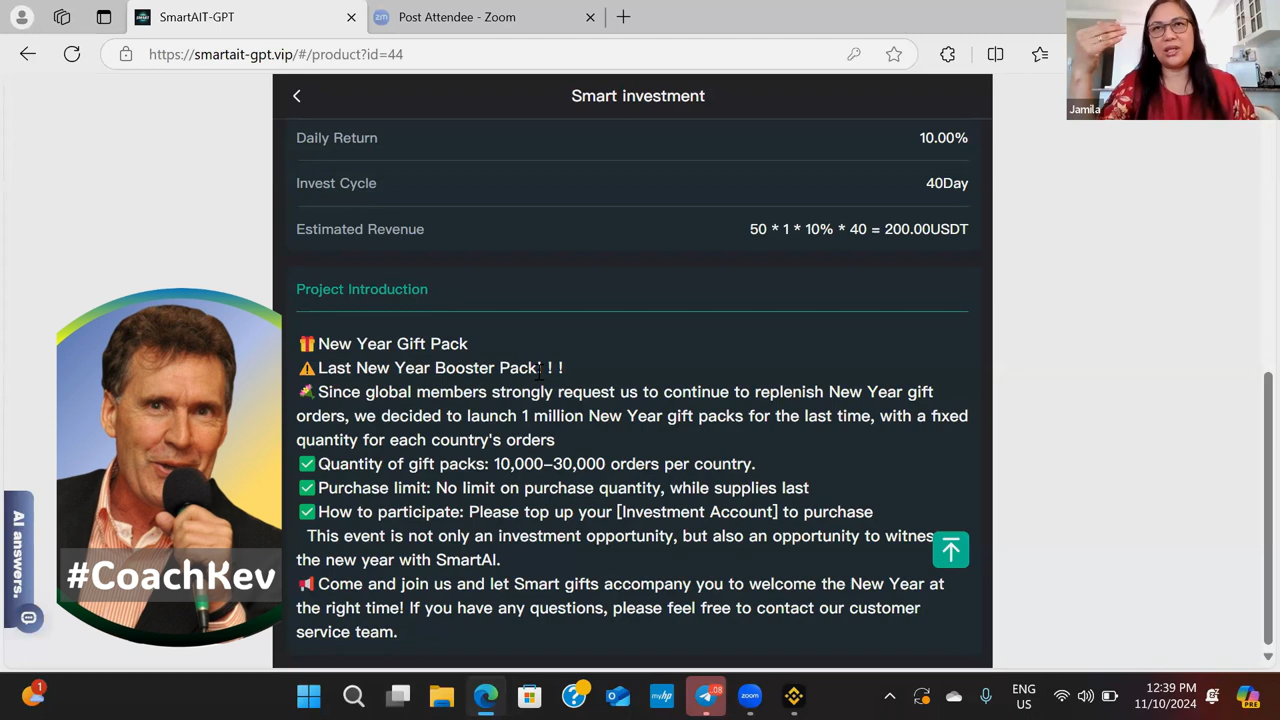 SmartAIT-GPT
Post Attendee - Zoom
https://smartait-gpt.vip/#/product?id=44
Jamila
Smart investment
Daily Return 10.00%
Invest Cycle 40Day
Estimated Revenue 50 * 1 * 10% * 40 = 200.00USDT
Project Introduction
🎁New Year Gift Pack
⚠️Last New Year Booster Pack! ! !
Since global members strongly request us to continue to replenish New Year gift
orders, we decided to launch 1 million New Year gift packs for the last time, with a fixed
quantity for each country's orders
✅Quantity of gift packs: 10,000–30,000 orders per country.
✅Purchase limit: No limit on purchase quantity, while supplies last
✅How to participate: Please top up your [Investment Account] to purchase
This event is not only an investment opportunity, but also an opportunity to witnes
the new year with SmartAI.
📢Come and join us and let Smart gifts accompany you to welcome the New Year at
the right time! If you have any questions, please feel free to contact our customer
service team.
#CoachKev
AI answers.
1
myhp
.08
zoom
ENG
US
12:39 PM
11/10/2024
PRE